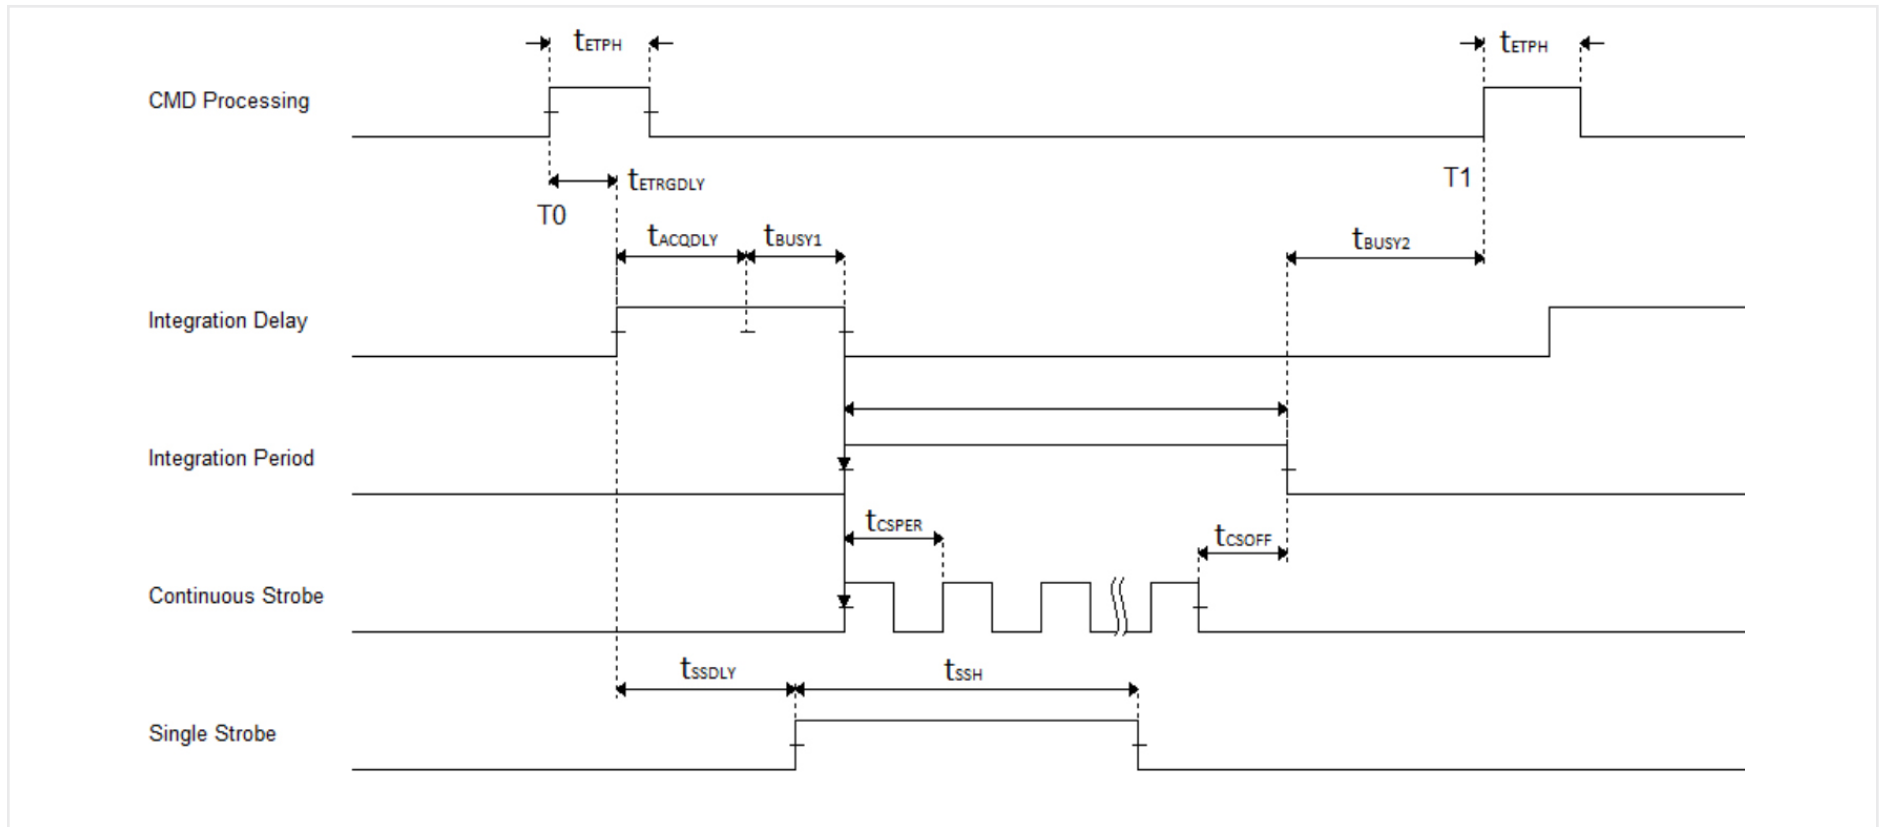 tETPH tETPH
CMD Processing
tETRGDLY T1
T0
tACQDLY tBUSY1 tBUSY2
Integration Delay
Integration Period
tCSPER tCSOFF
Continuous Strobe
tSSDLY tSSH
Single Strobe